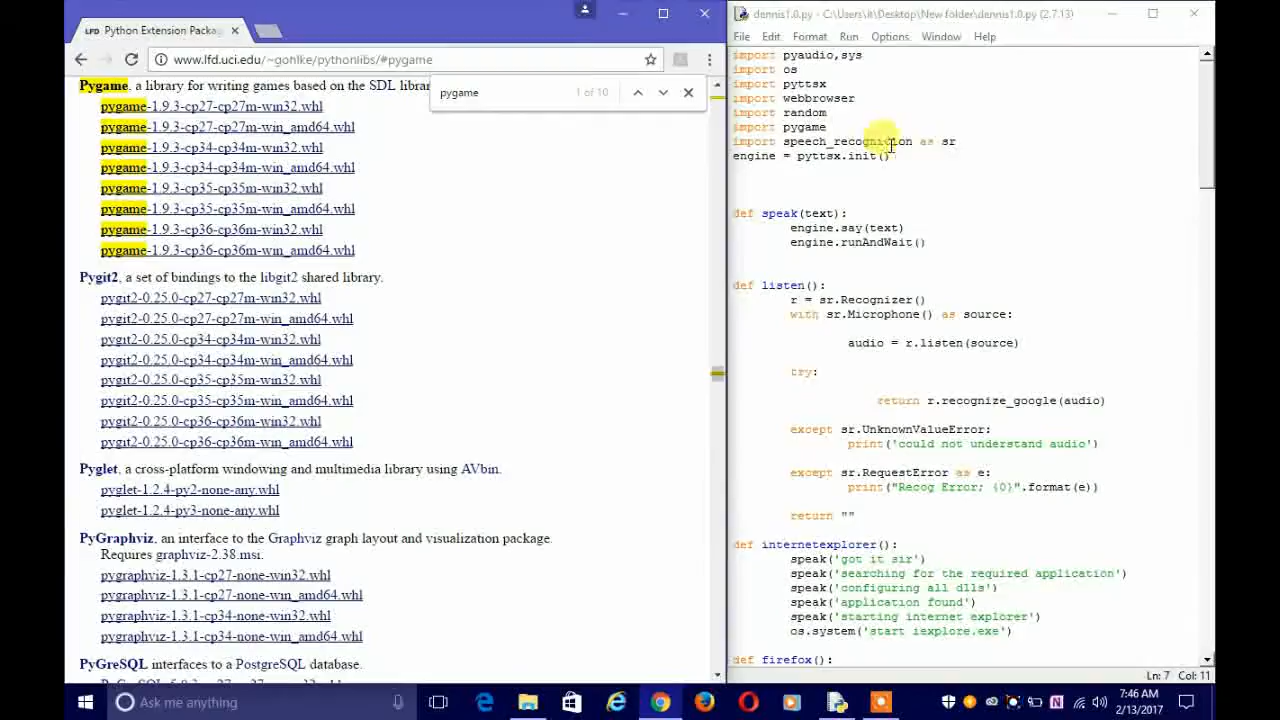 Python Extension Packa
www.lfd.uci.edu/~gohlke/pythonlibs/#pygame
pygame
1 of 10
Pygame, a library for writing games based on the SDL librar
pygame-1.9.3-cp27-cp27m-win32.whl
pygame-1.9.3-cp27-cp27m-win_amd64.whl
pygame-1.9.3-cp34-cp34m-win32.whl
pygame-1.9.3-cp34-cp34m-win_amd64.whl
pygame-1.9.3-cp35-cp35m-win32.whl
pygame-1.9.3-cp35-cp35m-win_amd64.whl
pygame-1.9.3-cp36-cp36m-win32.whl
pygame-1.9.3-cp36-cp36m-win_amd64.whl
Pygit2, a set of bindings to the libgit2 shared library.
pygit2-0.25.0-cp27-cp27m-win32.whl
pygit2-0.25.0-cp27-cp27m-win_amd64.whl
pygit2-0.25.0-cp34-cp34m-win32.whl
pygit2-0.25.0-cp34-cp34m-win_amd64.whl
pygit2-0.25.0-cp35-cp35m-win32.whl
pygit2-0.25.0-cp35-cp35m-win_amd64.whl
pygit2-0.25.0-cp36-cp36m-win32.whl
pygit2-0.25.0-cp36-cp36m-win_amd64.whl
Pyglet, a cross-platform windowing and multimedia library using AVbin.
pyglet-1.2.4-py2-none-any.whl
pyglet-1.2.4-py3-none-any.whl
PyGraphviz, an interface to the Graphviz graph layout and visualization package.
Requires graphviz-2.38.msi.
pygraphviz-1.3.1-cp27-none-win32.whl
pygraphviz-1.3.1-cp27-none-win_amd64.whl
pygraphviz-1.3.1-cp34-none-win32.whl
pygraphviz-1.3.1-cp34-none-win_amd64.whl
PyGreSQL interfaces to a PostgreSQL database.
dennis1.0.py - C:\Users\it\Desktop\New folder\dennis1.0.py (2.7.13)
File Edit Format Run Options Window Help
import pyaudio,sys
import os
import pyttsx
import webbrowser
import random
import pygame
import speech_recognition as sr
engine = pyttsx.init()
def speak(text):
engine.say(text)
engine.runAndWait()
def listen():
r = sr.Recognizer()
with sr.Microphone() as source:
audio = r.listen(source)
try:
return r.recognize_google(audio)
except sr.UnknownValueError:
print('could not understand audio')
except sr.RequestError as e:
print("Recog Error; {0}".format(e))
return ""
def internetexplorer():
speak('got it sir')
speak('searching for the required application')
speak('configuring all dlls')
speak('application found')
speak('starting internet explorer')
os.system('start iexplore.exe')
def firefox():
Ln: 7 Col: 11
Ask me anything
7:46 AM
2/13/2017